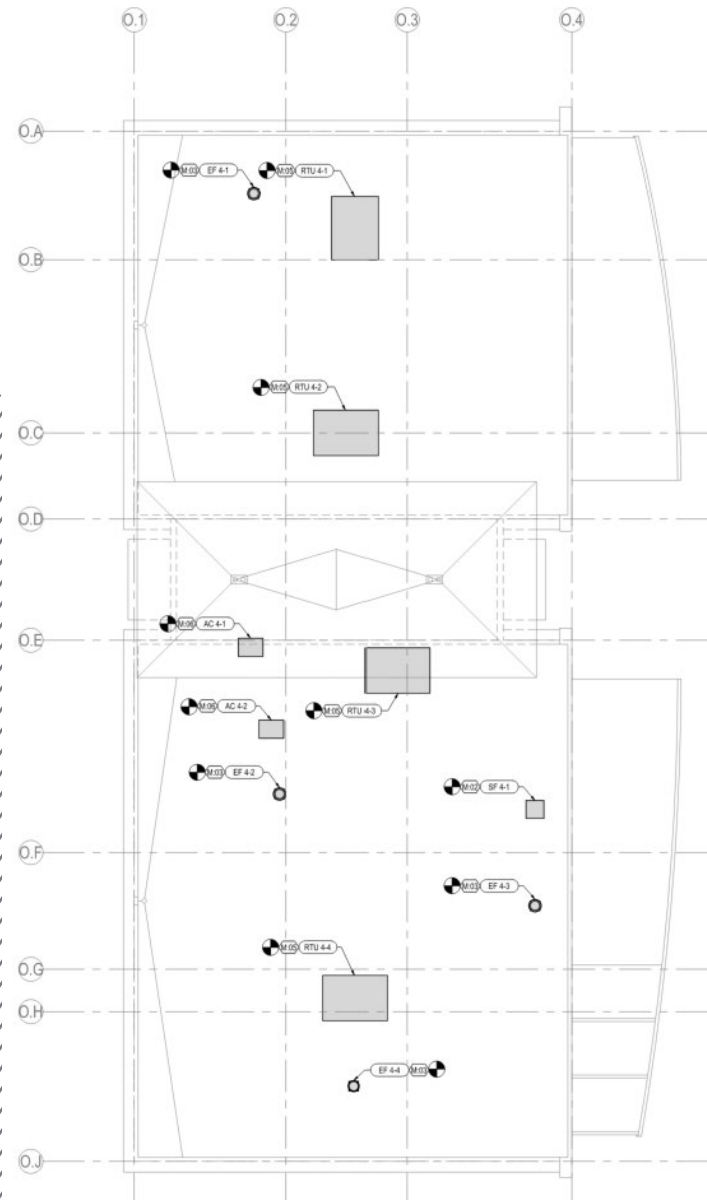 O.1 O.2 O.3 O.4
O.A
M:03 EF 4-1 M:05 RTU 4-1
O.B
M:05 RTU 4-2
O.C
O.D
M:06 AC 4-1
O.E
M:06 AC 4-2 M:05 RTU 4-3
M:03 EF 4-2
M:02 SF 4-1
O.F
M:03 EF 4-3
M:05 RTU 4-4
O.G
O.H
EF 4-4 M:03
O.J